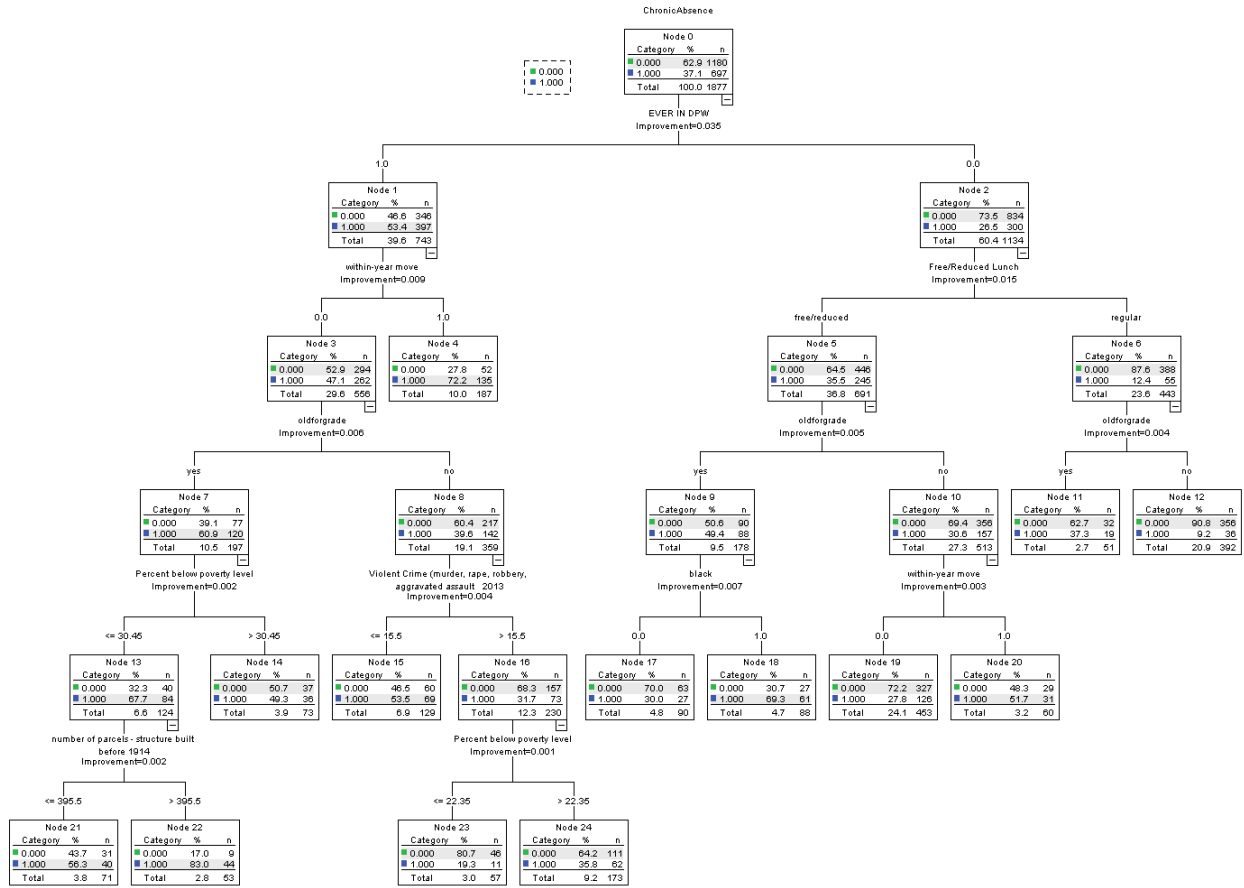 ChronicAbsence
Node 0
Category % n
0.000 62.9 1180
1.000 37.1 697
Total 100.0 1877
0.000
1.000
EVER IN DPW
Improvement=0.035
1.0
0.0
Node 1
Category % n
0.000 46.6 346
1.000 53.4 397
Total 39.6 743
Node 2
Category % n
0.000 73.5 834
1.000 26.5 300
Total 60.4 1134
within-year move
Improvement=0.009
Free/Reduced Lunch
Improvement=0.015
0.0
1.0
free/reduced
regular
Node 3
Category % n
0.000 52.9 294
1.000 47.1 262
Total 29.6 556
Node 4
Category % n
0.000 27.8 52
1.000 72.2 135
Total 10.0 187
Node 5
Category % n
0.000 64.5 446
1.000 35.5 245
Total 36.8 691
Node 6
Category % n
0.000 87.6 388
1.000 12.4 55
Total 23.6 443
oldforgrade
Improvement=0.006
oldforgrade
Improvement=0.005
oldforgrade
Improvement=0.004
yes
no
yes
no
yes
no
Node 7
Category % n
0.000 39.1 77
1.000 60.9 120
Total 10.5 197
Node 8
Category % n
0.000 60.4 217
1.000 39.6 142
Total 19.1 359
Node 9
Category % n
0.000 50.6 90
1.000 49.4 88
Total 9.5 178
Node 10
Category % n
0.000 69.4 356
1.000 30.6 157
Total 27.3 513
Node 11
Category % n
0.000 62.7 32
1.000 37.3 19
Total 2.7 51
Node 12
Category % n
0.000 90.8 356
1.000 9.2 36
Total 20.9 392
Percent below poverty level
Improvement=0.002
Violent Crime (murder, rape, robbery,
aggravated assault 2013
Improvement=0.004
black
Improvement=0.007
within-year move
Improvement=0.003
<= 30.45
> 30.45
<= 15.5
> 15.5
0.0
1.0
0.0
1.0
Node 13
Category % n
0.000 32.3 40
1.000 67.7 84
Total 6.6 124
Node 14
Category % n
0.000 50.7 37
1.000 49.3 36
Total 3.9 73
Node 15
Category % n
0.000 46.5 60
1.000 53.5 69
Total 6.9 129
Node 16
Category % n
0.000 68.3 157
1.000 31.7 73
Total 12.3 230
Node 17
Category % n
0.000 70.0 63
1.000 30.0 27
Total 4.8 90
Node 18
Category % n
0.000 30.7 27
1.000 69.3 61
Total 4.7 88
Node 19
Category % n
0.000 72.2 327
1.000 27.8 126
Total 24.1 453
Node 20
Category % n
0.000 48.3 29
1.000 51.7 31
Total 3.2 60
number of parcels - structure built
before 1914
Improvement=0.002
Percent below poverty level
Improvement=0.001
<= 395.5
> 395.5
<= 22.35
> 22.35
Node 21
Category % n
0.000 43.7 31
1.000 56.3 40
Total 3.8 71
Node 22
Category % n
0.000 17.0 9
1.000 83.0 44
Total 2.8 53
Node 23
Category % n
0.000 80.7 46
1.000 19.3 11
Total 3.0 57
Node 24
Category % n
0.000 64.2 111
1.000 35.8 62
Total 9.2 173